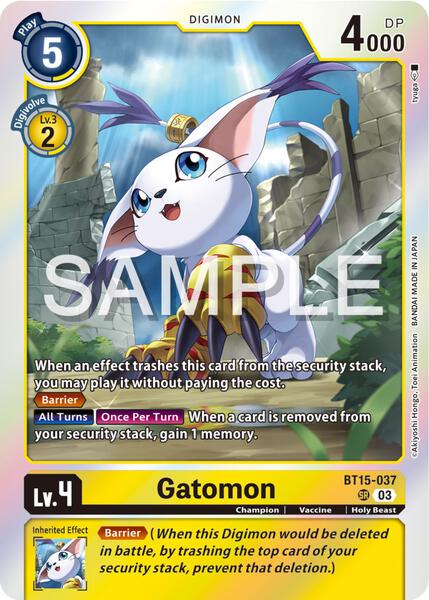 DIGIMON
Play
5
4000
DP
Digivolve
Lv.3
2
tyuga
SAMPLE
©Akiyoshi Hongo, Toei Animation BANDAI MADE IN JAPAN
When an effect trashes this card from the security stack,
you may play it without paying the cost.
Barrier
All Turns Once Per Turn When a card is removed from
your security stack, gain 1 memory.
BT15-037
Lv.4
Gatomon
SR 03
Champion | Vaccine | Holy Beast
Inherited Effect
Barrier (When this Digimon would be deleted
in battle, by trashing the top card of your
security stack, prevent that deletion.)